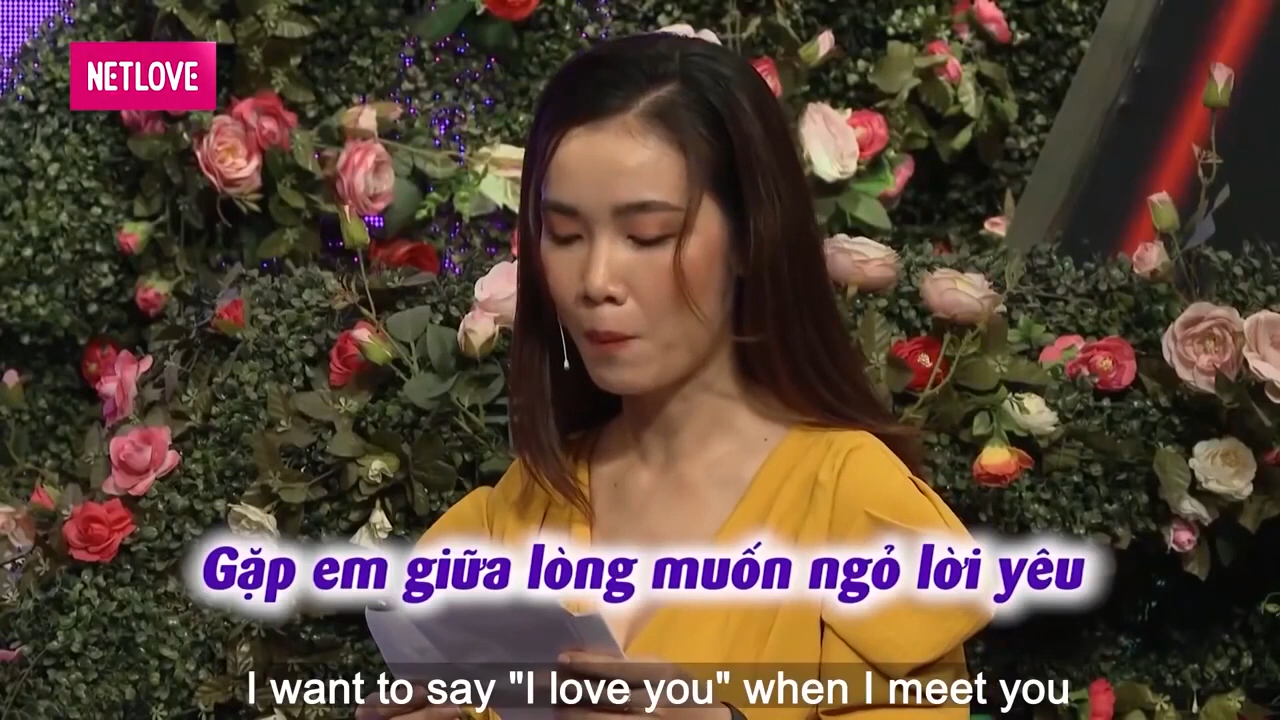 NETLOVE
Gặp em giữa lòng muốn ngỏ lời yêu
I want to say "I love you" when I meet you